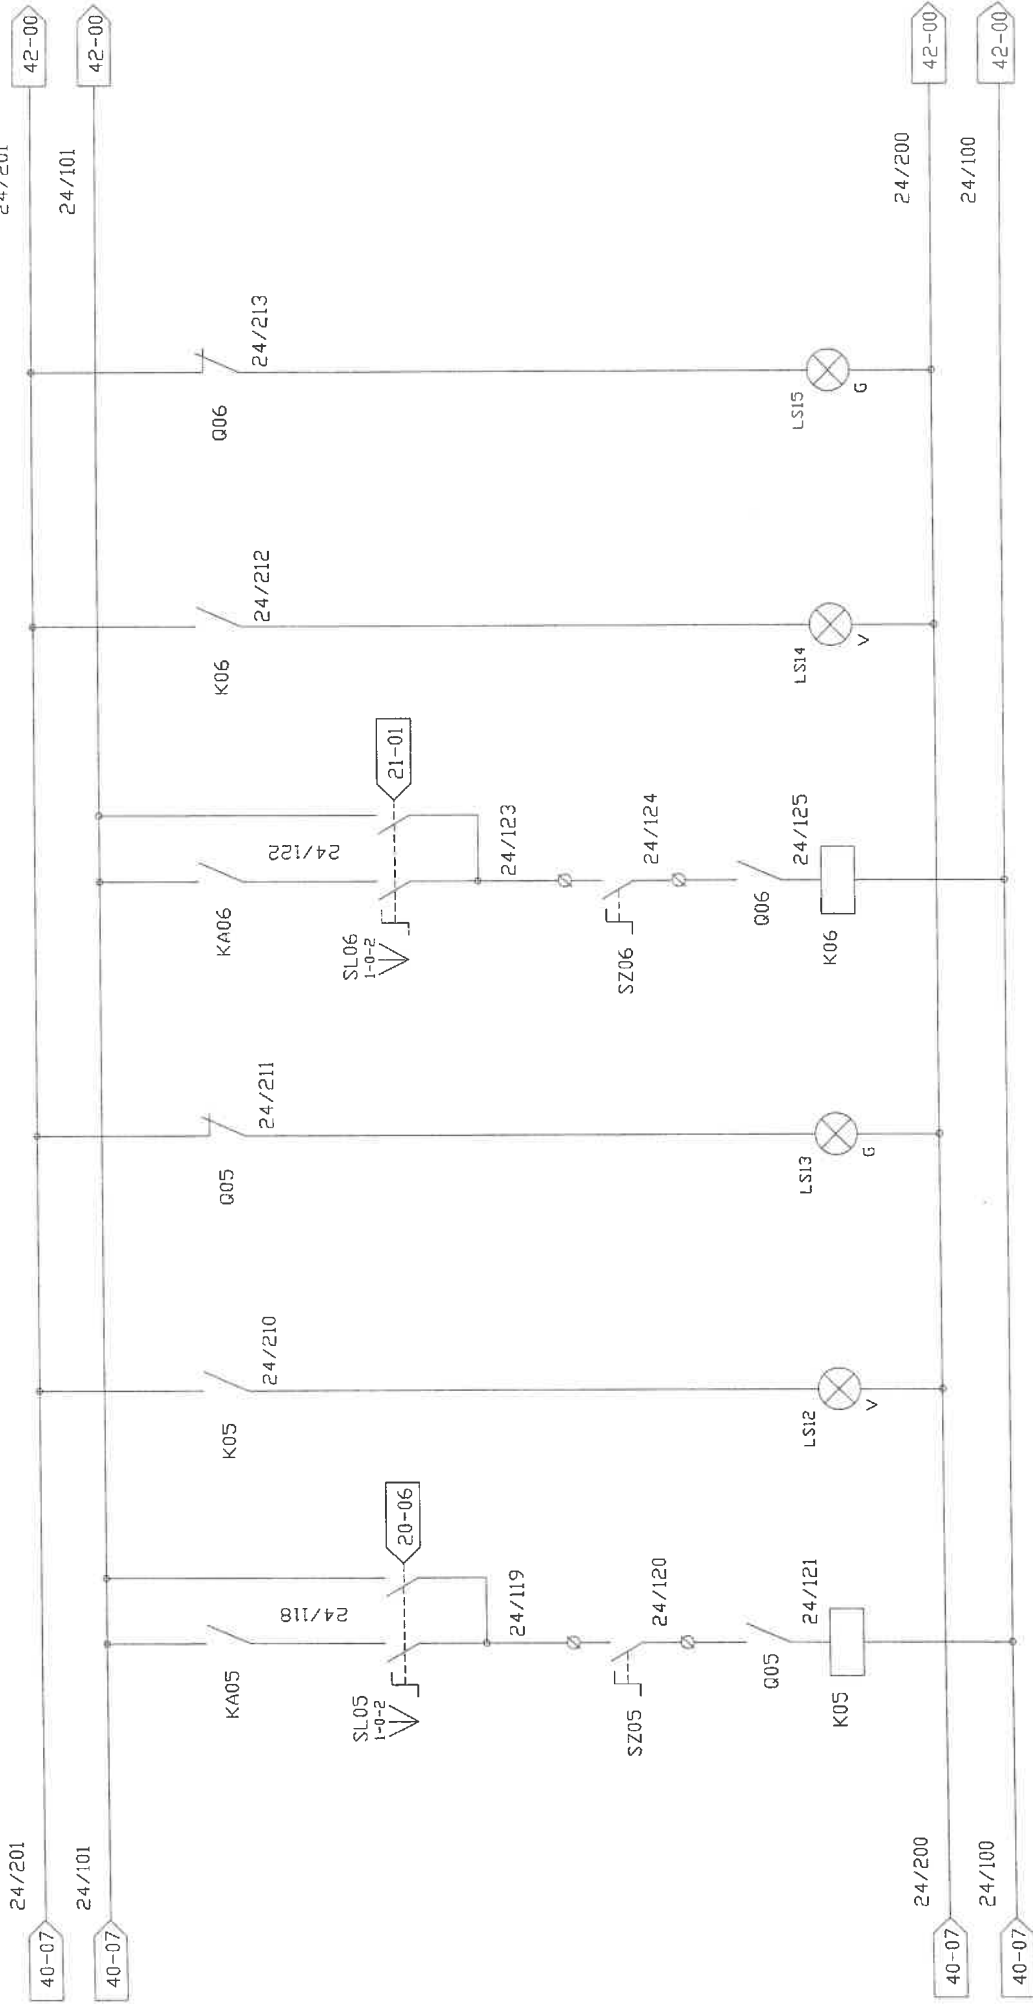 24/201
40-07
24/101
40-07
KA05
24/118
SL05
1-0-2
20-06
24/119
SZ05
24/120
Q05
24/121
K05
K05
24/210
LS12
V
Q05
24/211
LS13
G
KA06
24/122
SL06
1-0-2
21-01
24/123
SZ06
24/124
Q06
24/125
K06
K06
24/212
LS14
V
Q06
24/213
LS15
G
24/201
42-00
24/101
42-00
24/200
40-07
24/100
40-07
24/200
42-00
24/100
42-00